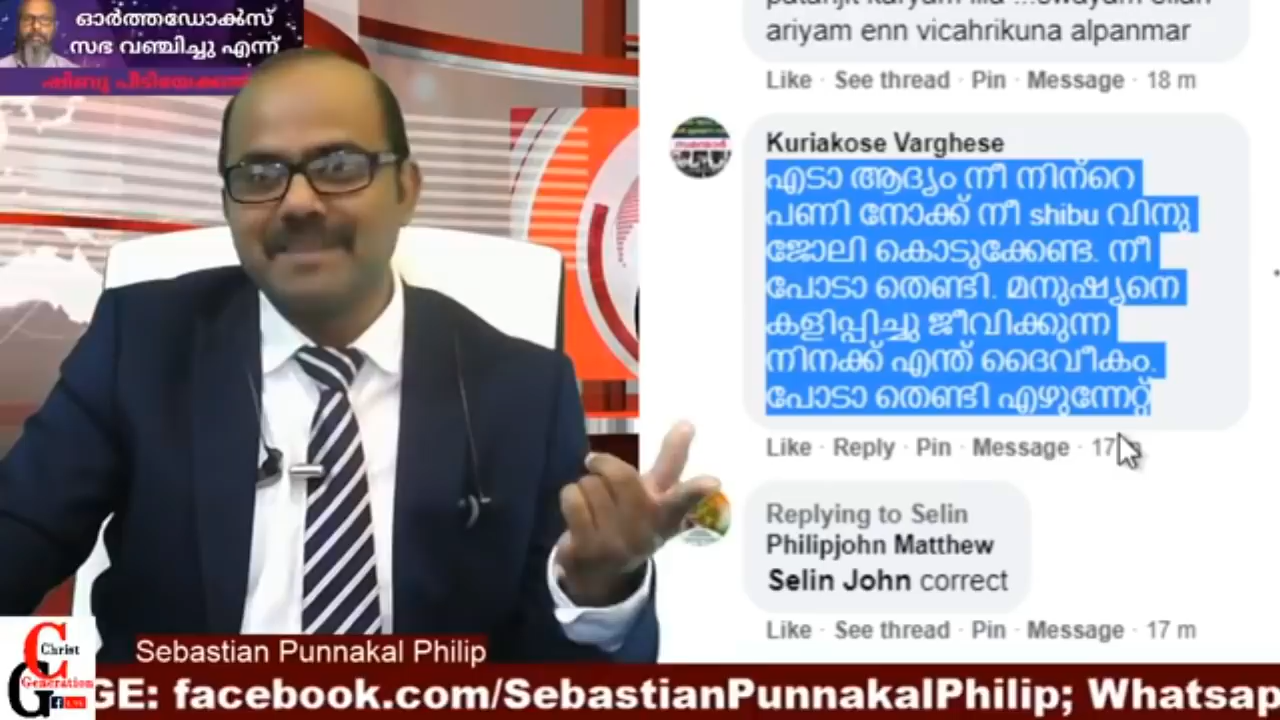 ഓർത്തഡോക്സ്
സഭ വഞ്ചിച്ചു എന്ന്
ariyam enn vicahrikuna alpanmar
Like · See thread · Pin · Message · 18 m
Kuriakose Varghese
എടാ ആദ്യം നീ നിന്റെ
പണി നോക്ക് നീ shibu വിനു
ജോലി കൊടുക്കേണ്ട. നീ
പോടാ തെണ്ടി. മനുഷ്യനെ
കളിപ്പിച്ചു ജീവിക്കുന്ന
നിനക്ക് എന്ത് ദൈവീകം.
പോടാ തെണ്ടി എഴുന്നേറ്റ്
Like · Reply · Pin · Message · 17
Replying to Selin
Philipjohn Matthew
Selin John correct
Like · See thread · Pin · Message · 17 m
Sebastian Punnakal Philip
Christ
Generation
GE: facebook.com/SebastianPunnakalPhilip; Whatsap